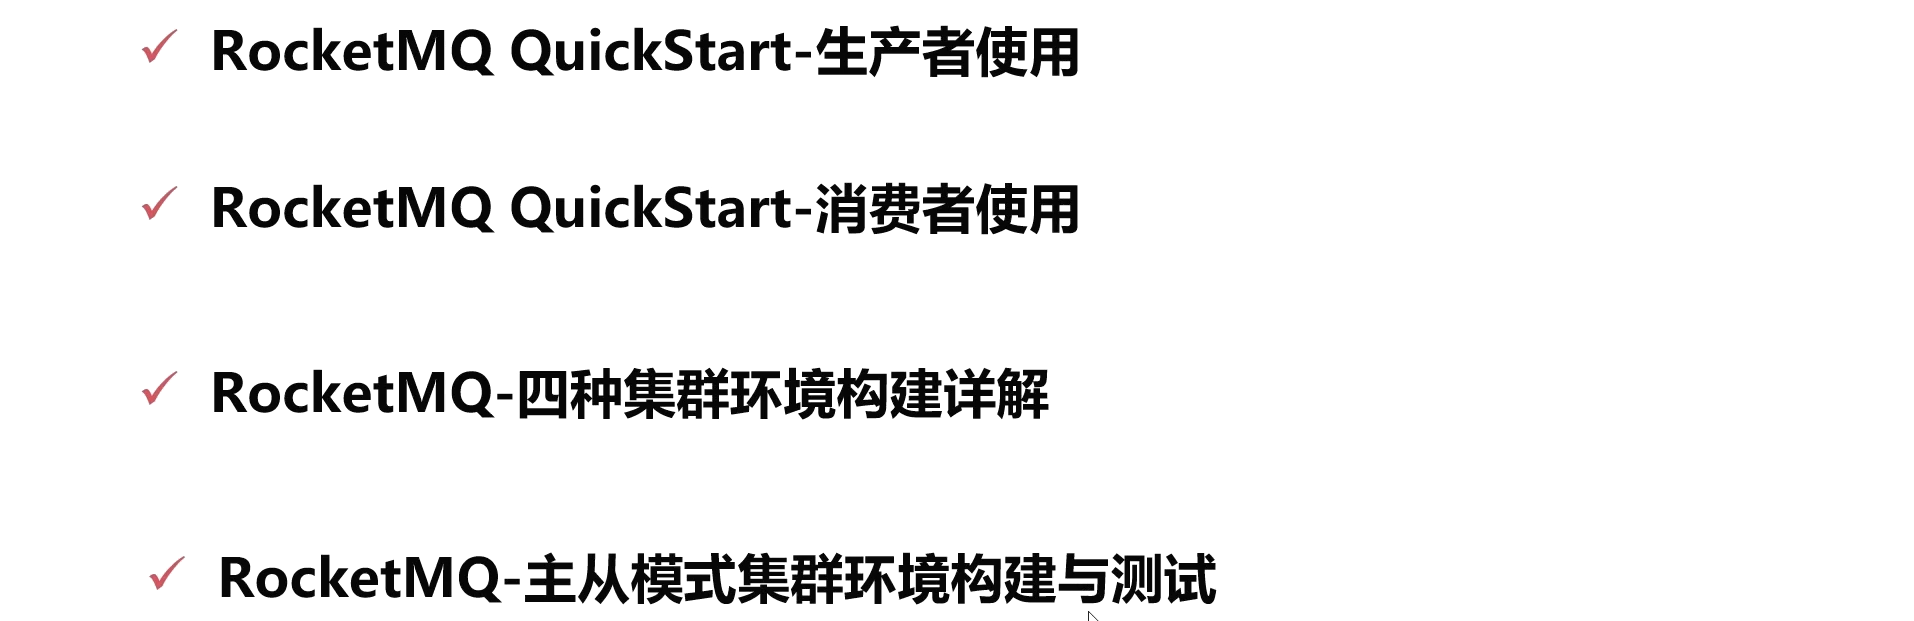 RocketMQ QuickStart-生产者使用
RocketMQ QuickStart-消费者使用
RocketMQ-四种集群环境构建详解
RocketMQ-主从模式集群环境构建与测试